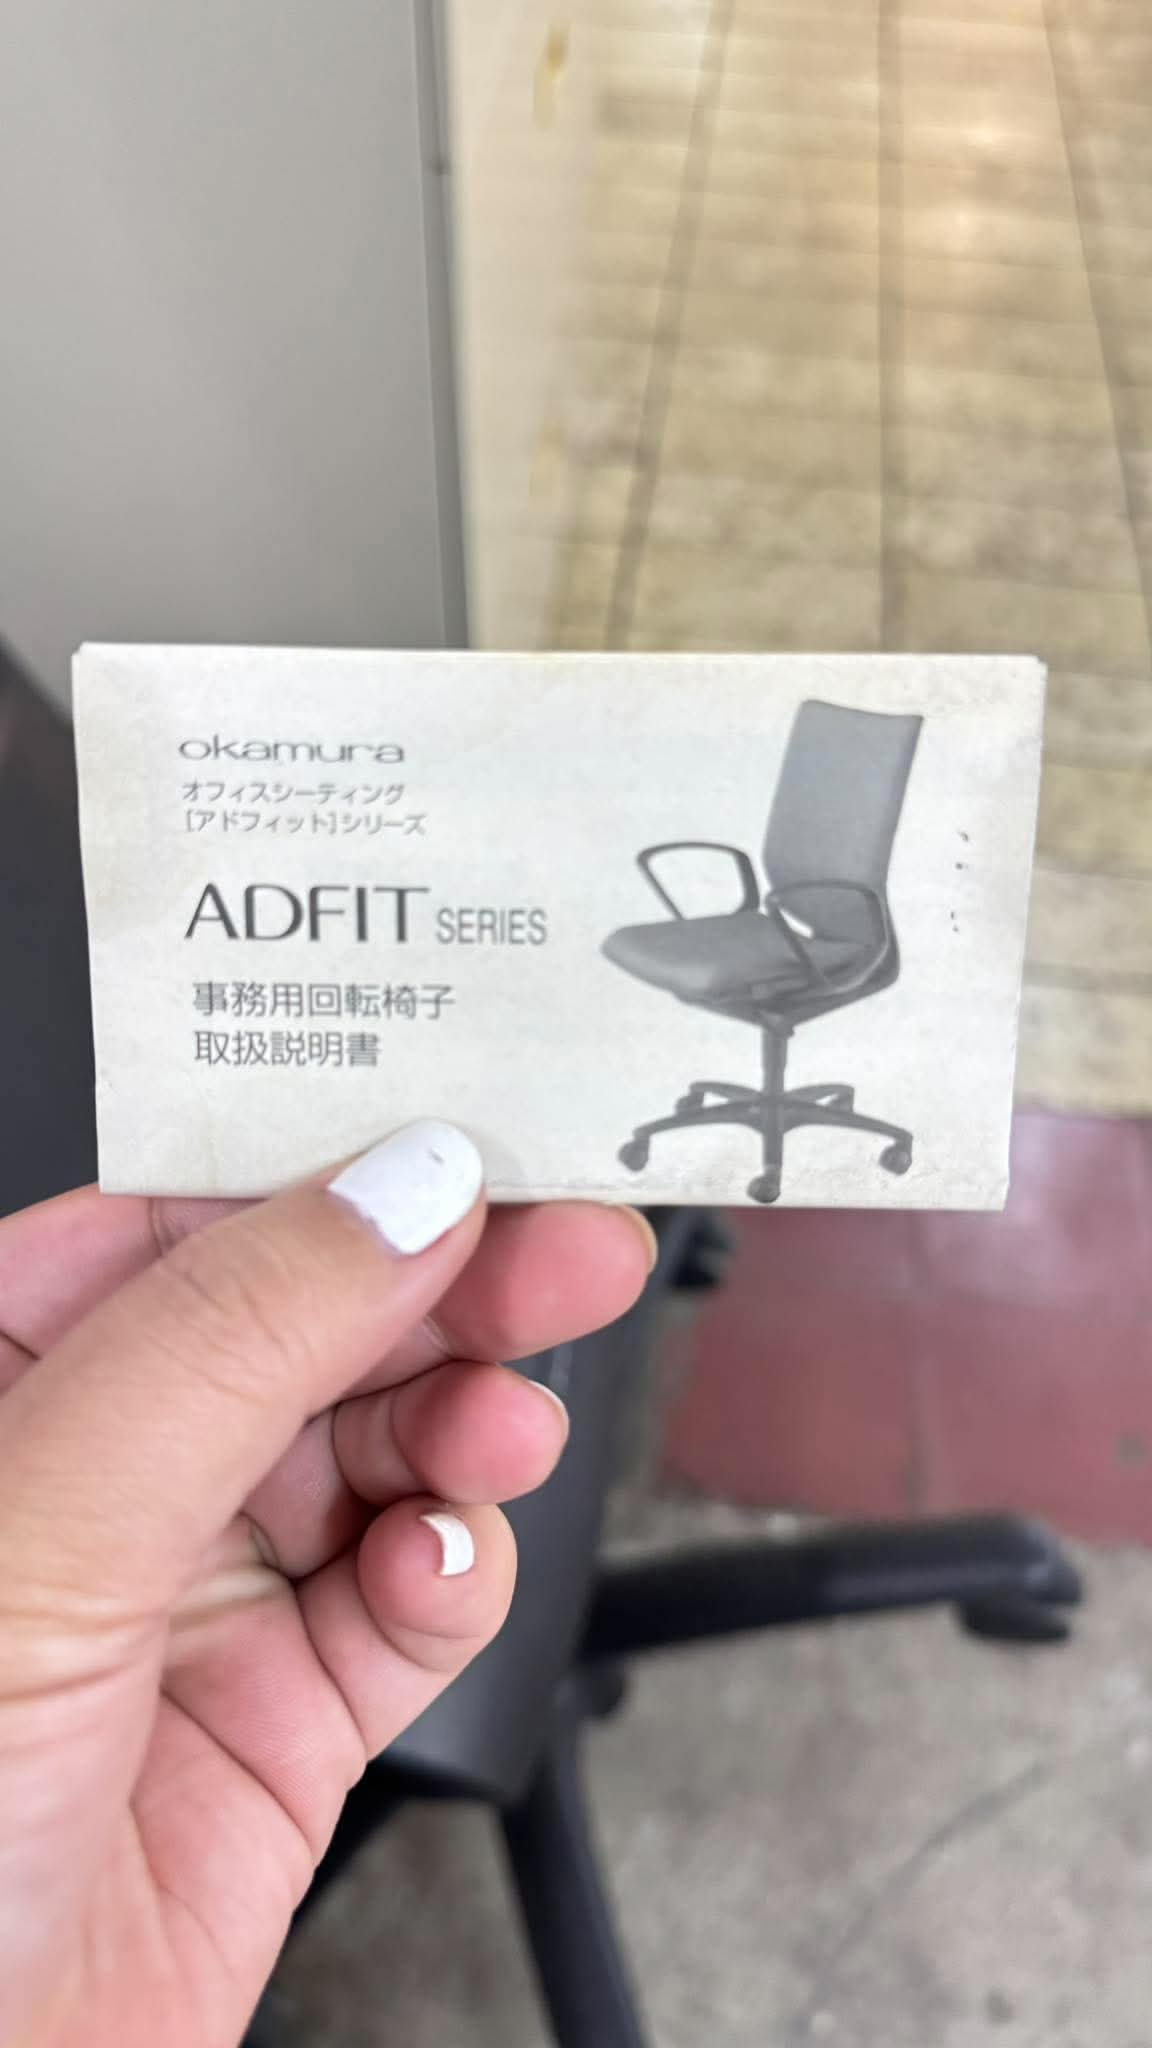 okamura
オフィスシーティング
[アドフィット]シリーズ
ADFIT SERIES
事務用回転椅子
取扱説明書